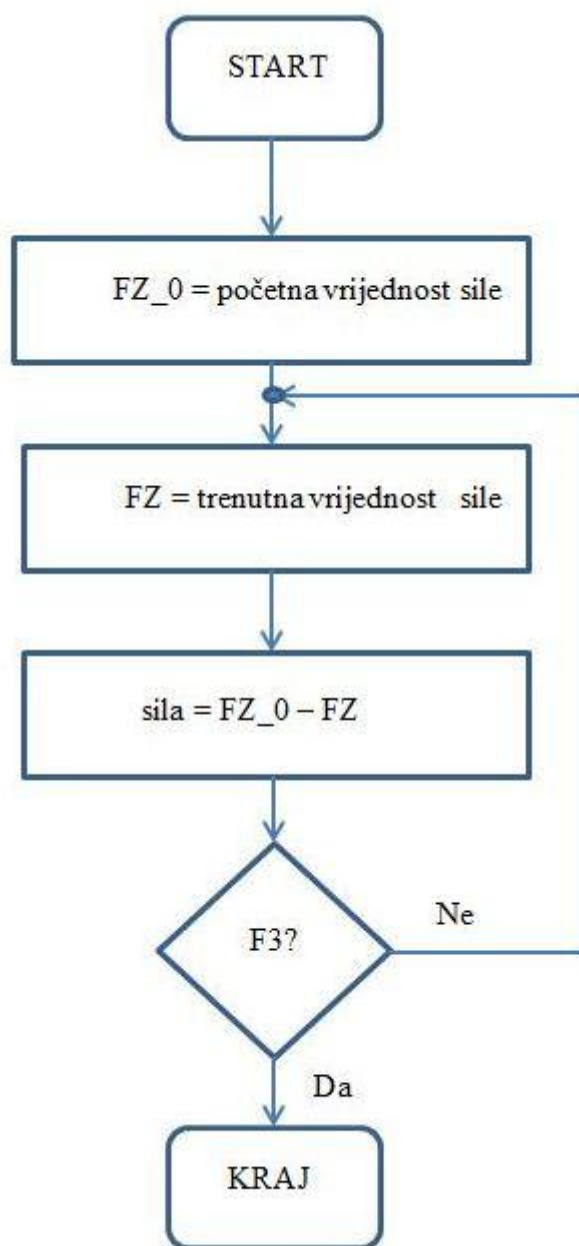 START
FZ_0 = početna vrijednost sile
FZ = trenutna vrijednost sile
sila = FZ_0 – FZ
F3?
Ne
Da
KRAJ